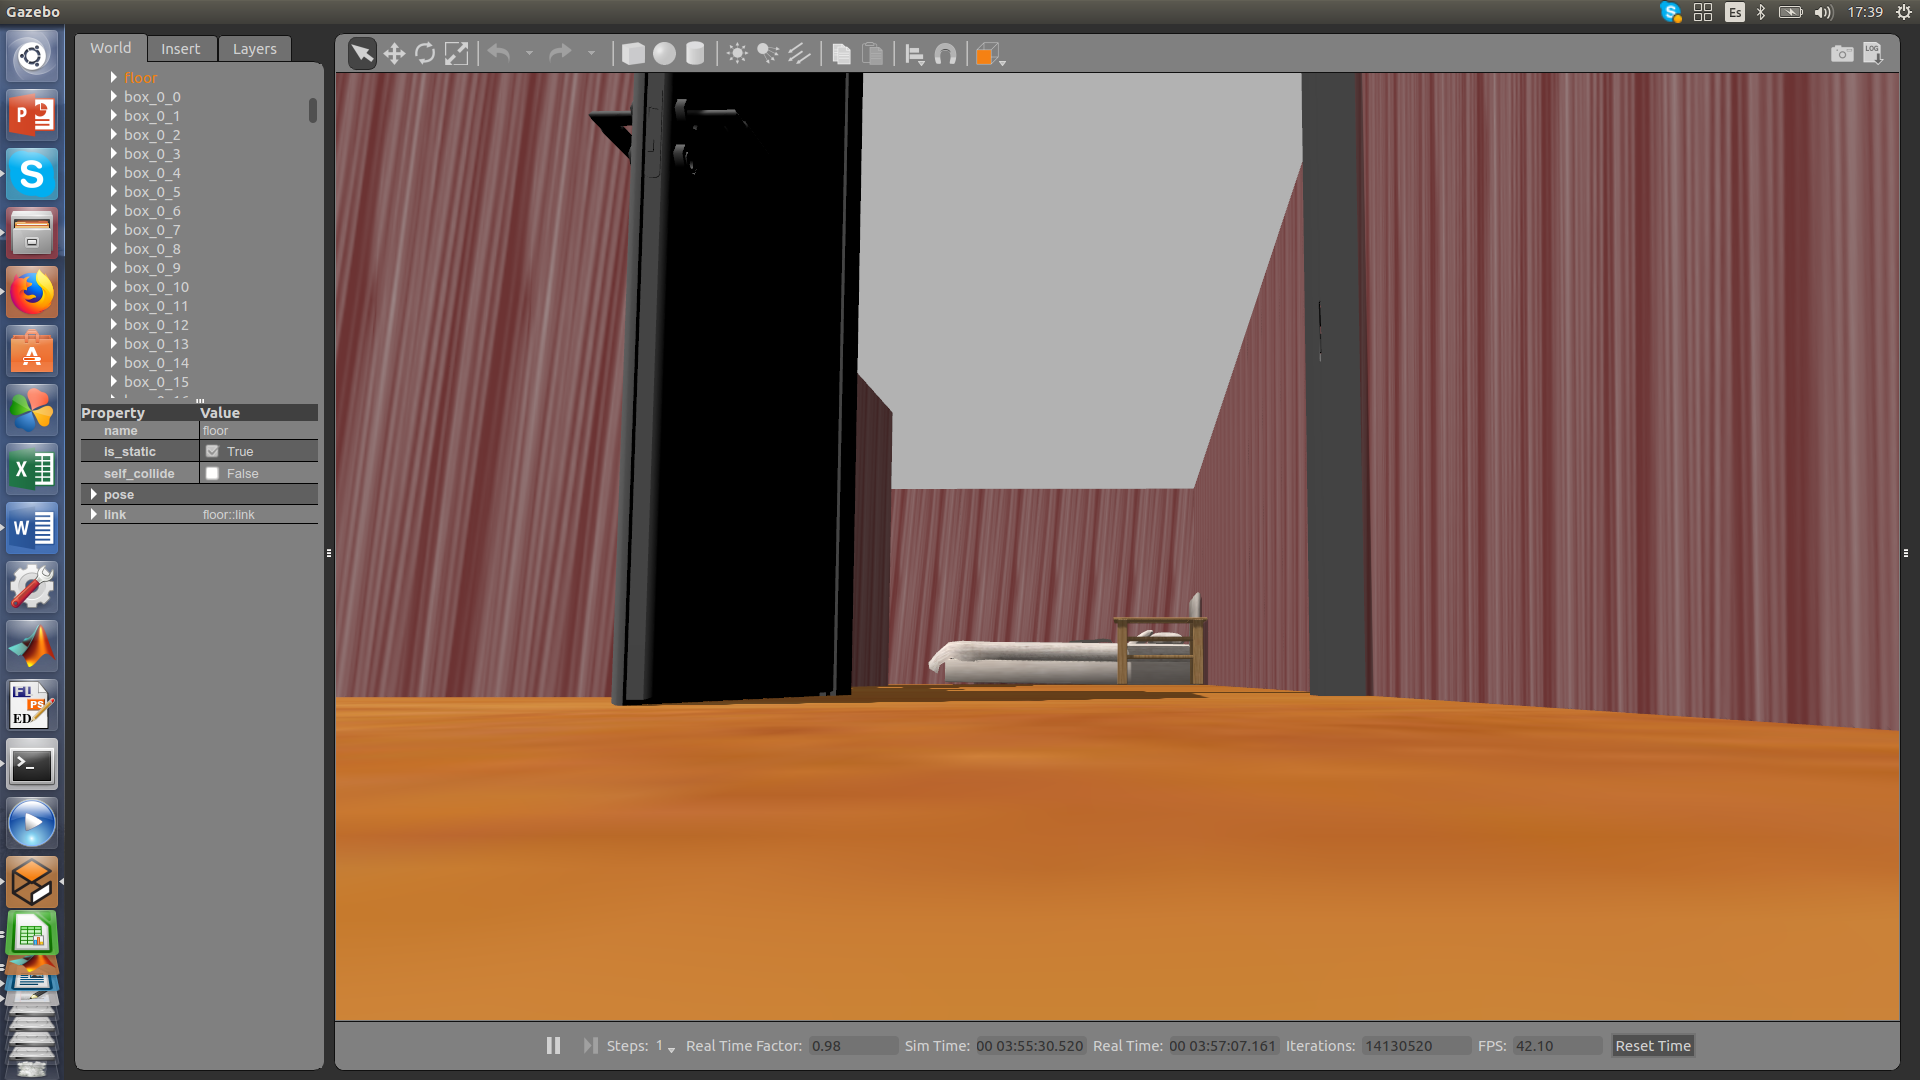 Gazebo
Es
17:39
World
Insert
Layers
LOG
floor
box_0_0
box_0_1
box_0_2
box_0_3
box_0_4
box_0_5
box_0_6
box_0_7
box_0_8
box_0_9
box_0_10
box_0_11
box_0_12
box_0_13
box_0_14
box_0_15
Property Value
name floor
is_static True
self_collide False
pose
link floor::link
P
S
A
X
W
PS
ED
>_
Steps: 1 Real Time Factor: 0.98 Sim Time: 00 03:55:30.520 Real Time: 00 03:57:07.161 Iterations: 14130520 FPS: 42.10 Reset Time